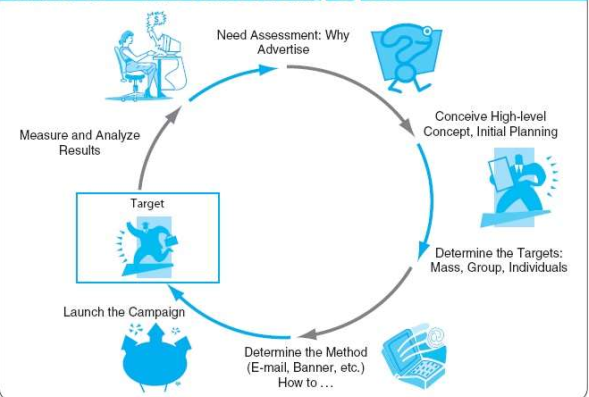 Need Assessment: Why
Advertise
Conceive High-level
Concept, Initial Planning
Determine the Targets:
Mass, Group, Individuals
Determine the Method
(E-mail, Banner, etc.)
How to ...
Launch the Campaign
Target
Measure and Analyze
Results